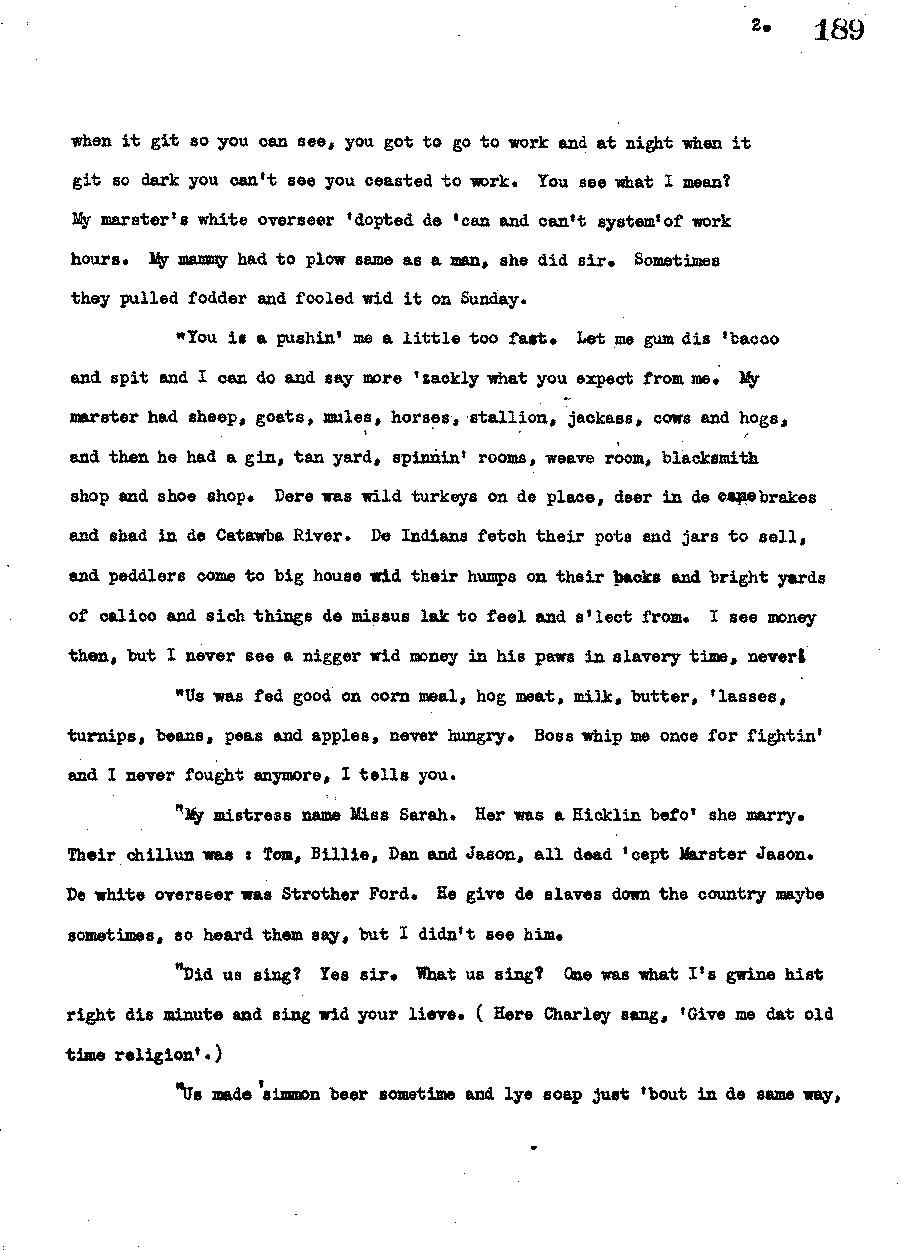 2. 189
when it git so you can see, you got to go to work and at night when it
git so dark you can't see you ceasted to work. You see what I mean?
My marster's white overseer 'dopted de 'can and can't system'of work
hours. My mammy had to plow same as a man, she did sir. Sometimes
they pulled fodder and fooled wid it on Sunday.
"You is a pushin' me a little too fast. Let me gum dis 'bacco
and spit and I can do and say more 'zackly what you expect from me. My
marster had sheep, goats, mules, horses, stallion, jackass, cows and hogs,
and then he had a gin, tan yard, spinnin' rooms, weave room, blacksmith
shop and shoe shop. Dere was wild turkeys on de place, deer in de canebrakes
and shad in de Catawba River. De Indians fetch their pots and jars to sell,
and peddlers come to big house wid their humps on their backs and bright yards
of calico and sich things de missus lak to feel and s'lect from. I see money
then, but I never see a nigger wid money in his paws in slavery time, never!
"Us was fed good on corn meal, hog meat, milk, butter, 'lasses,
turnips, beans, peas and apples, never hungry. Boss whip me once for fightin'
and I never fought anymore, I tells you.
"My mistress name Miss Sarah. Her was a Hicklin befo' she marry.
Their chillun was : Tom, Billie, Dan and Jason, all dead 'cept Marster Jason.
De white overseer was Strother Ford. He give de slaves down the country maybe
sometimes, so heard them say, but I didn't see him.
"Did us sing? Yes sir. What us sing? One was what I's gwine hist
right dis minute and sing wid your lieve. ( Here Charley sang, 'Give me dat old
time religion'.)
"Us made 'simmon beer sometime and lye soap just 'bout in de same way,